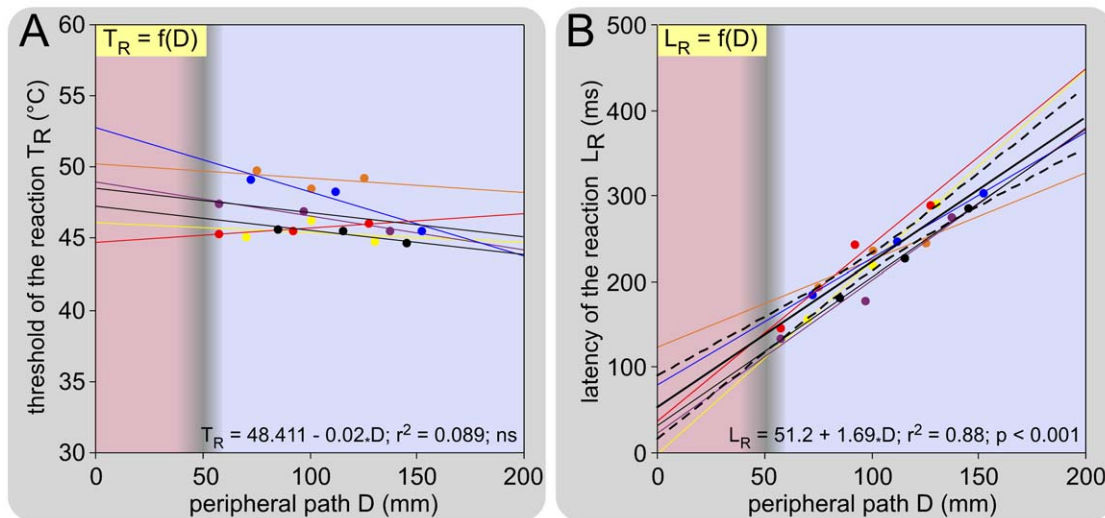 A
T_R = f(D)
threshold of the reaction T_R (°C)
60
55
50
45
40
35
30
T_R = 48.411 - 0.02*D; r² = 0.089; ns
0 50 100 150 200
peripheral path D (mm)
B
L_R = f(D)
latency of the reaction L_R (ms)
500
400
300
200
100
0
L_R = 51.2 + 1.69*D; r² = 0.88; p < 0.001
0 50 100 150 200
peripheral path D (mm)